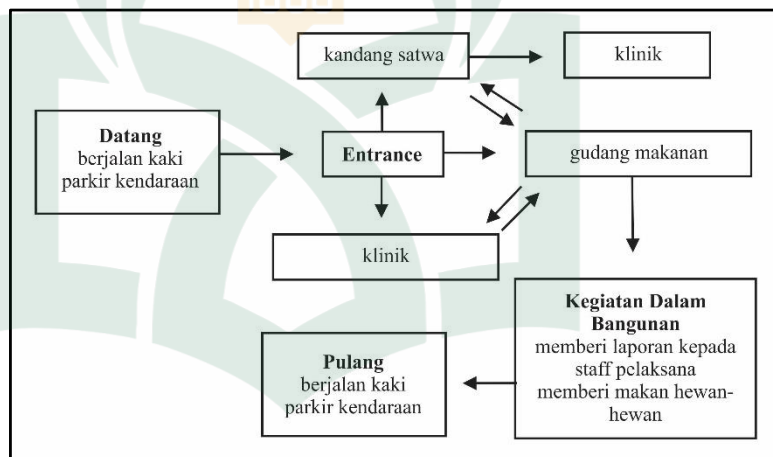 kandang satwa
klinik
Datang
berjalan kaki
parkir kendaraan
Entrance
gudang makanan
klinik
Kegiatan Dalam
Bangunan
memberi laporan kepada
staff pelaksana
memberi makan hewan-
hewan
Pulang
berjalan kaki
parkir kendaraan